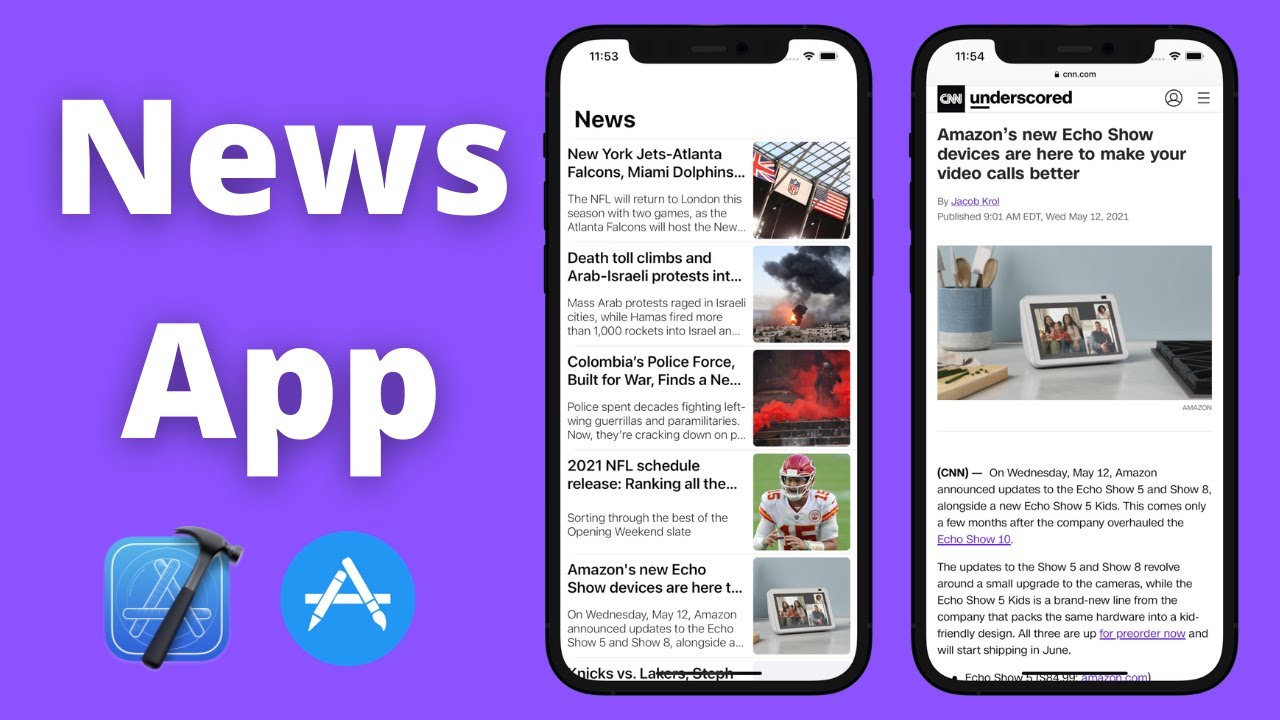 News
App
11:53
News
New York Jets-Atlanta
Falcons, Miami Dolphins...
The NFL will return to London this
season with two games, as the
Atlanta Falcons will host the New...
NFL
Death toll climbs and
Arab-Israeli protests int...
Mass Arab protests raged in Israeli
cities, while Hamas fired more
than 1,000 rockets into Israel an...
Colombia’s Police Force,
Built for War, Finds a Ne...
Police spent decades fighting left-
wing guerrillas and paramilitaries.
Now, they’re cracking down on p...
2021 NFL schedule
release: Ranking all the...
Sorting through the best of the
Opening Weekend slate
15
Amazon's new Echo
Show devices are here t...
On Wednesday, May 12, Amazon
announced updates to the Echo
Show 5 and Show 8, alongside a...
Knicks vs. Lakers, Steph
11:54
cnn.com
CNN underscored
Amazon’s new Echo Show
devices are here to make your
video calls better
By Jacob Krol
Published 9:01 AM EDT, Wed May 12, 2021
AMAZON
(CNN) — On Wednesday, May 12, Amazon
announced updates to the Echo Show 5 and Show 8,
alongside a new Echo Show 5 Kids. This comes only
a few months after the company overhauled the
Echo Show 10.
The updates to the Show 5 and Show 8 revolve
around a small upgrade to the cameras, while the
Echo Show 5 Kids is a brand-new line from the
company that packs the same hardware into a kid-
friendly design. All three are up for preorder now and
will start shipping in June.
Echo Show 5 ($84.99; amazon.com)